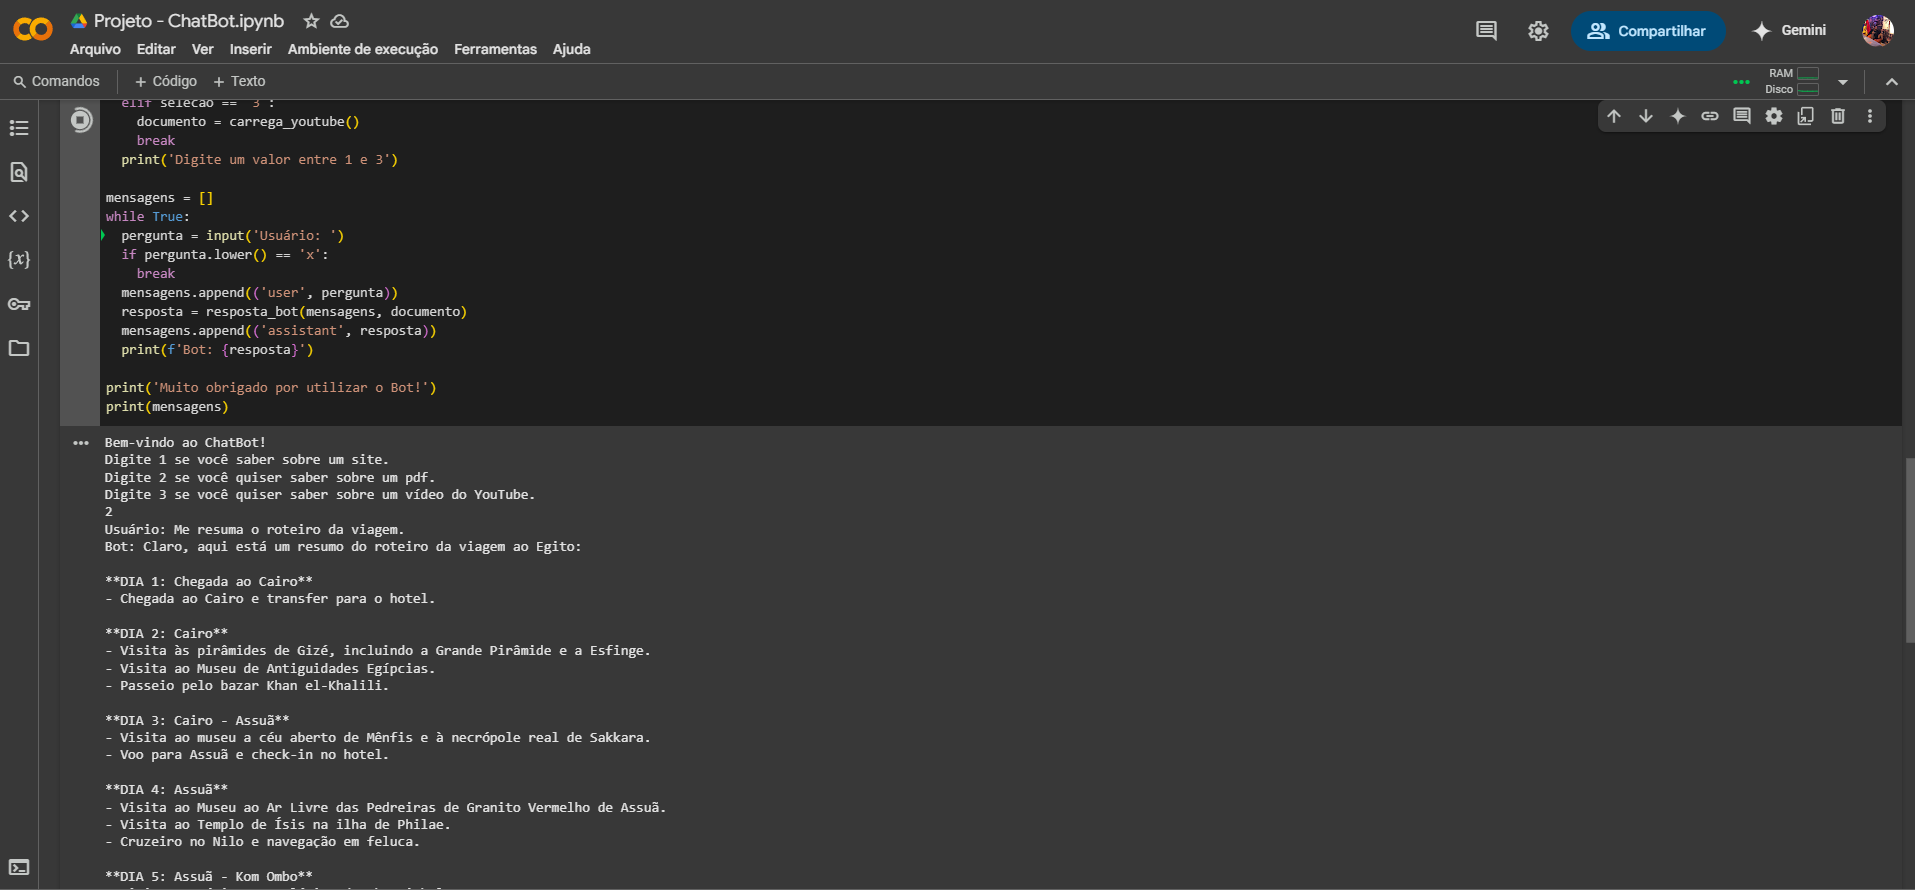 Projeto - ChatBot.ipynb
Arquivo Editar Ver Inserir Ambiente de execução Ferramentas Ajuda
Compartilhar
Gemini
Comandos + Código + Texto
RAM
Disco
elif selecao == '3':
documento = carrega_youtube()
break
print('Digite um valor entre 1 e 3')
mensagens = []
while True:
pergunta = input('Usuário: ')
if pergunta.lower() == 'x':
break
mensagens.append(('user', pergunta))
resposta = resposta_bot(mensagens, documento)
mensagens.append(('assistant', resposta))
print(f'Bot: {resposta}')
print('Muito obrigado por utilizar o Bot!')
print(mensagens)
Bem-vindo ao ChatBot!
Digite 1 se você saber sobre um site.
Digite 2 se você quiser saber sobre um pdf.
Digite 3 se você quiser saber sobre um vídeo do YouTube.
2
Usuário: Me resuma o roteiro da viagem.
Bot: Claro, aqui está um resumo do roteiro da viagem ao Egito:
**DIA 1: Chegada ao Cairo**
- Chegada ao Cairo e transfer para o hotel.
**DIA 2: Cairo**
- Visita às pirâmides de Gizé, incluindo a Grande Pirâmide e a Esfinge.
- Visita ao Museu de Antiguidades Egípcias.
- Passeio pelo bazar Khan el-Khalili.
**DIA 3: Cairo - Assuã**
- Visita ao museu a céu aberto de Mênfis e à necrópole real de Sakkara.
- Voo para Assuã e check-in no hotel.
**DIA 4: Assuã**
- Visita ao Museu ao Ar Livre das Pedreiras de Granito Vermelho de Assuã.
- Visita ao Templo de Ísis na ilha de Philae.
- Cruzeiro no Nilo e navegação em feluca.
**DIA 5: Assuã - Kom Ombo**